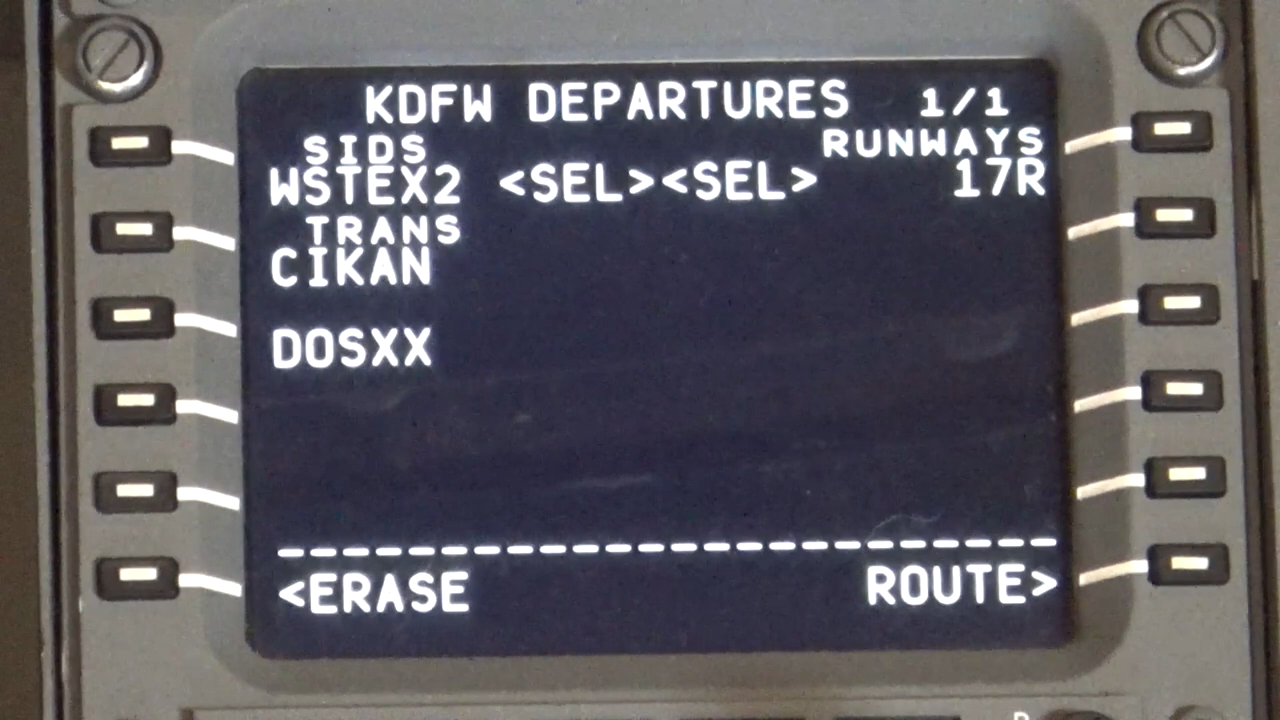 KDFW DEPARTURES 1/1
SIDS RUNWAYS
WSTEX2 <SEL><SEL> 17R
TRANS
CIKAN
DOSXX
------------------------
<ERASE ROUTE>